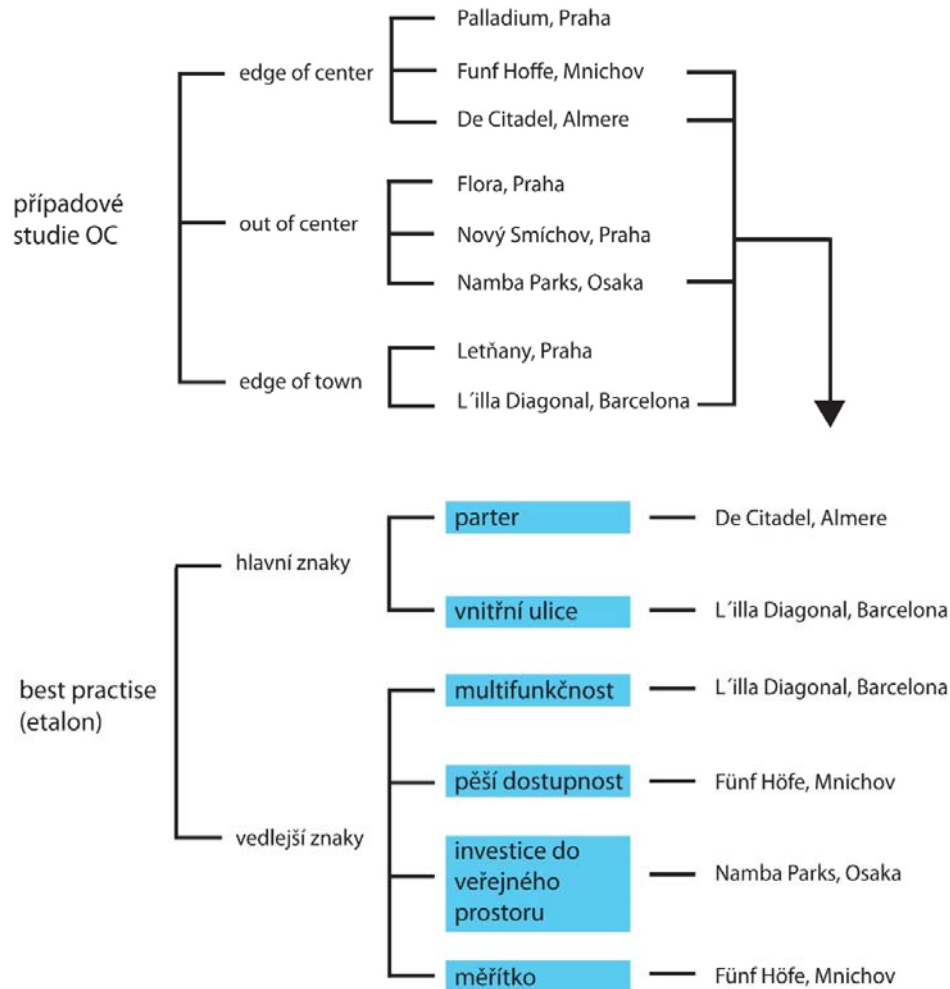 Palladium, Praha
edge of center
Funf Hoffe, Mnichov
De Citadel, Almere
případové
studie OC
Flora, Praha
out of center
Nový Smíchov, Praha
Namba Parks, Osaka
Letňany, Praha
edge of town
L´illa Diagonal, Barcelona
parter
De Citadel, Almere
hlavní znaky
vnitřní ulice
L´illa Diagonal, Barcelona
best practise
(etalon)
multifunkčnost
L´illa Diagonal, Barcelona
pěší dostupnost
Fünf Höfe, Mnichov
vedlejší znaky
investice do
veřejného
prostoru
Namba Parks, Osaka
měřítko
Fünf Höfe, Mnichov